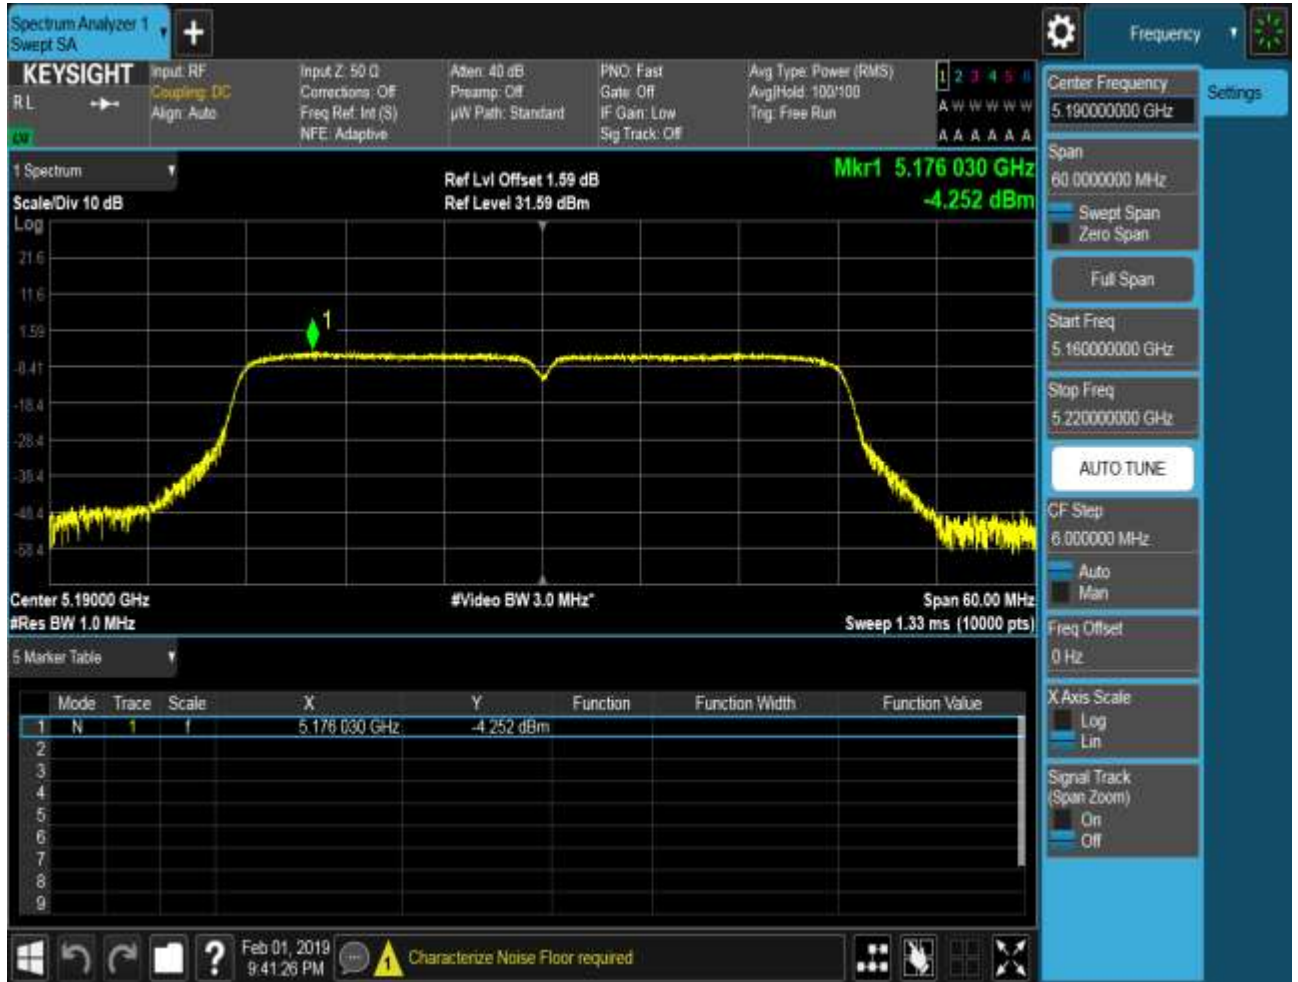 Spectrum Analyzer 1
Swept SA
+
Frequency
KEYSIGHT
R L
Input: RF
Coupling: DC
Align: Auto
Input Z: 50 Ω
Corrections: Off
Freq Ref: Int (S)
NFE: Adaptive
Atten: 40 dB
Preamp: Off
µW Path: Standard
PNO: Fast
Gate: Off
IF Gain: Low
Sig Track: Off
Avg Type: Power (RMS)
Avg|Hold: 100/100
Trig: Free Run
1 2 3 4 5 6
A W W W W W
A A A A A A
1 Spectrum
Scale/Div 10 dB
Log
Ref Lvl Offset 1.59 dB
Ref Level 31.59 dBm
Mkr1 5.176 030 GHz
-4.252 dBm
21.6
11.6
1.59
-8.41
-18.4
-28.4
-38.4
-48.4
-58.4
1
Center 5.19000 GHz
#Res BW 1.0 MHz
#Video BW 3.0 MHz*
Span 60.00 MHz
Sweep 1.33 ms (10000 pts)
5 Marker Table
Mode Trace Scale X Y Function Function Width Function Value
1 N 1 f 5.176 030 GHz -4.252 dBm
2
3
4
5
6
7
8
9
Feb 01, 2019
9:41:26 PM
?
1
Characterize Noise Floor required
Settings
Center Frequency
5.190000000 GHz
Span
60.0000000 MHz
Swept Span
Zero Span
Full Span
Start Freq
5.160000000 GHz
Stop Freq
5.220000000 GHz
AUTO TUNE
CF Step
6.000000 MHz
Auto
Man
Freq Offset
0 Hz
X Axis Scale
Log
Lin
Signal Track
(Span Zoom)
On
Off